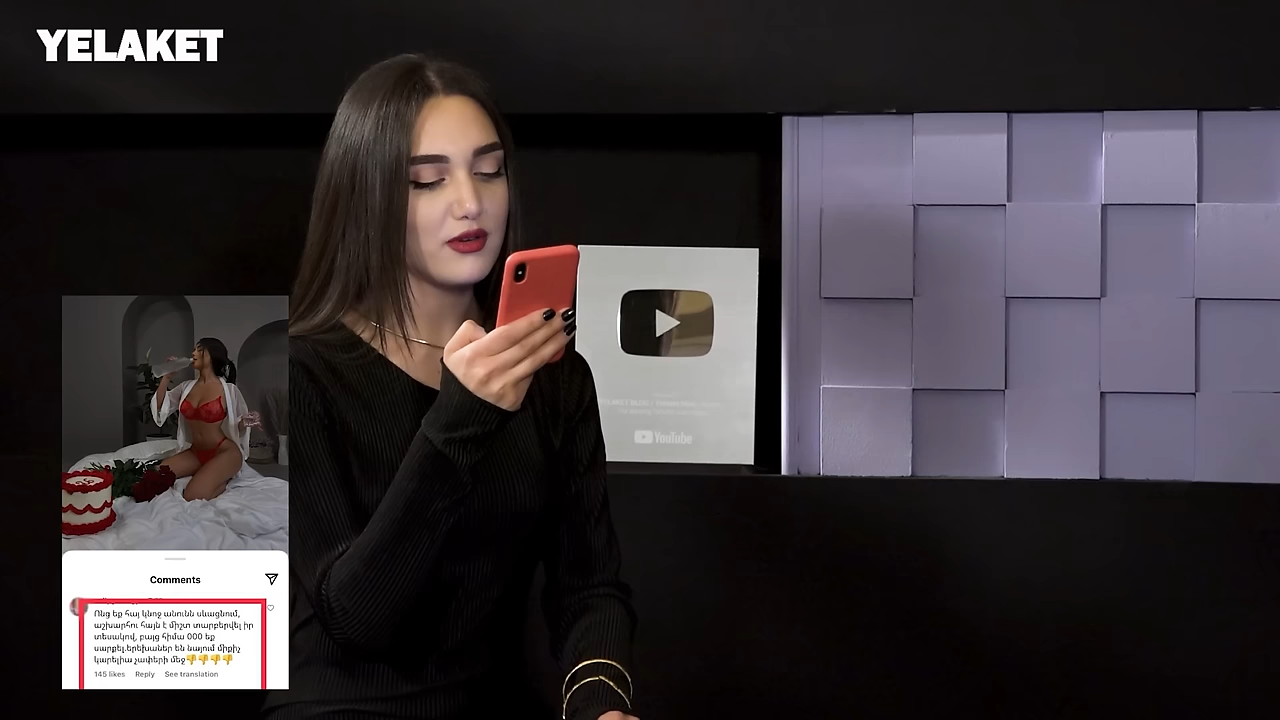 YELAKET
YouTube
Comments
Ոնց եք հայ կնոջ անունն սևացնում,
աշխարհու հայն է միշտ տարբերվել իր
տեսակով, բայց հիմա 000 եք
սարքել.երեխաներ են նայում միքիչ
կարելիա չափերի մեջ👎👎👎👎
145 likes Reply See translation